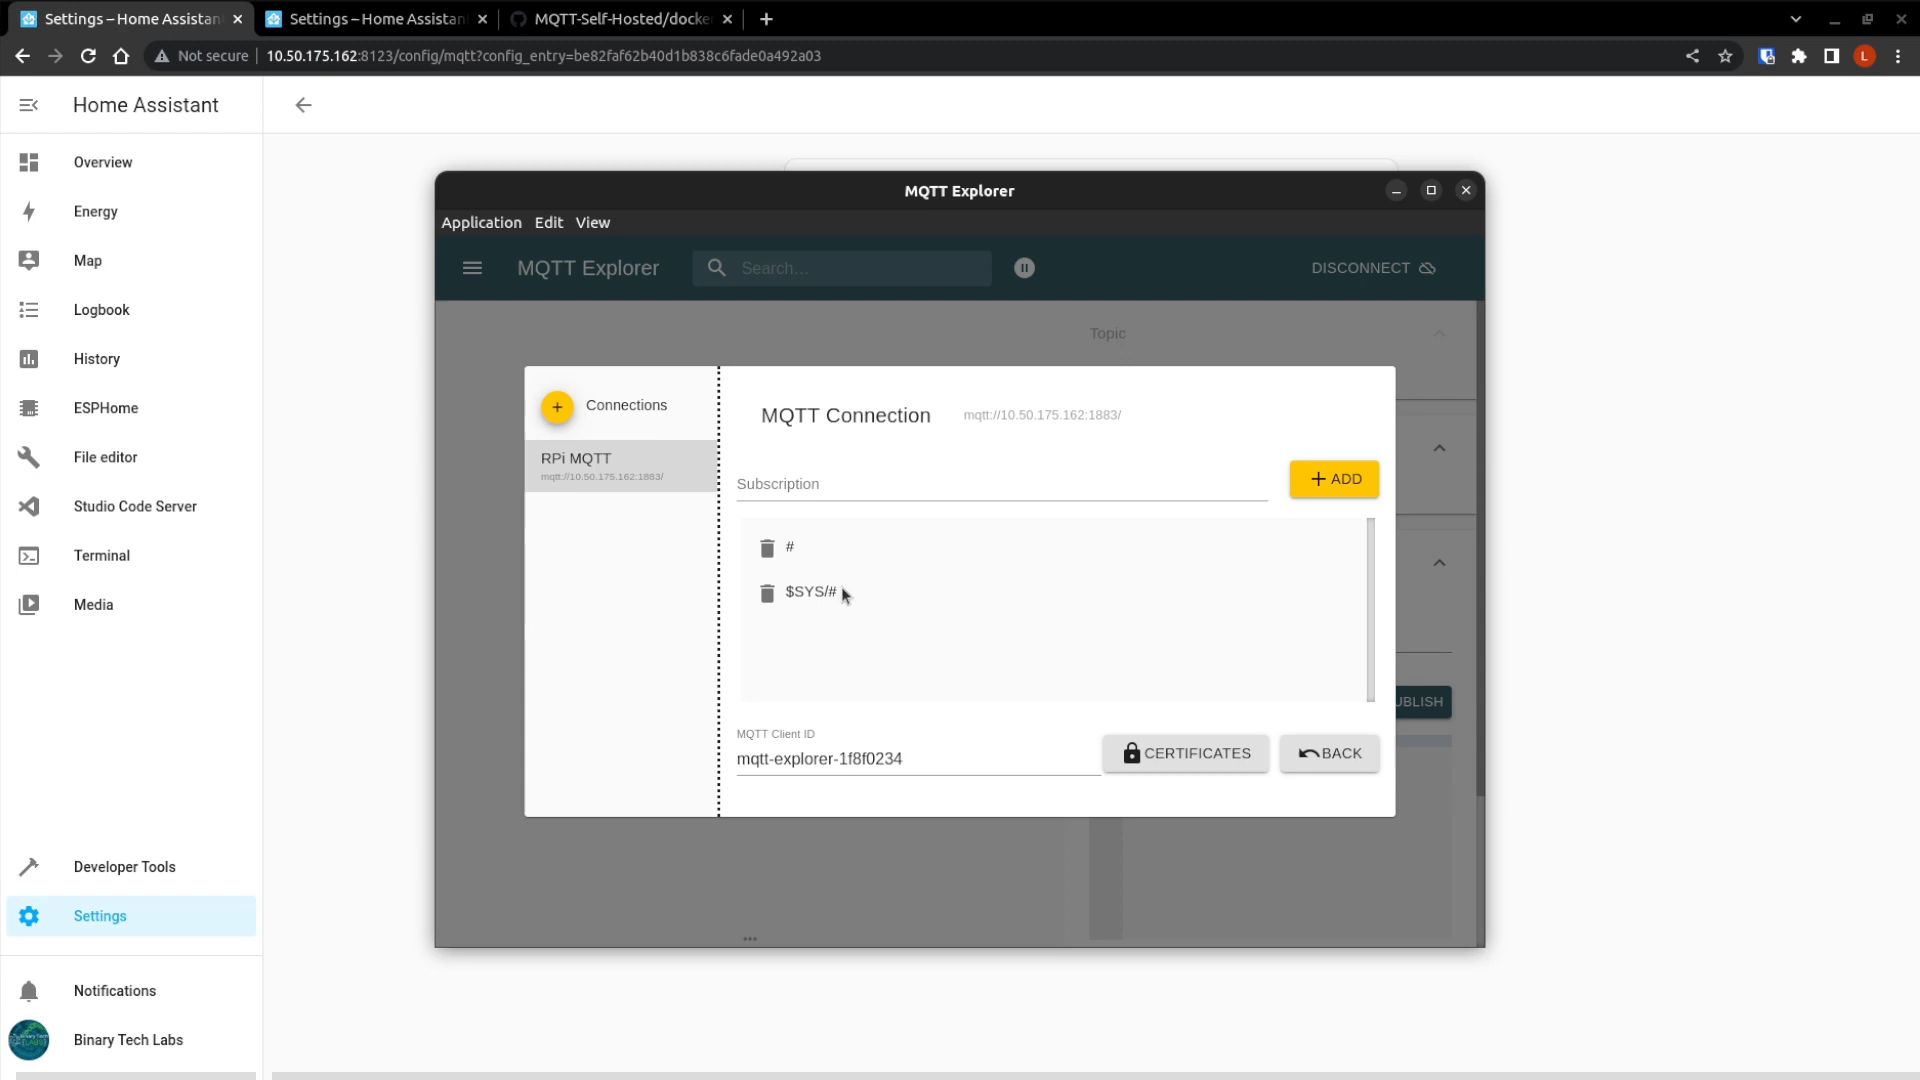 Settings – Home Assistan
Settings – Home Assistan
MQTT-Self-Hosted/docke
Not secure
10.50.175.162:8123/config/mqtt?config_entry=be82faf62b40d1b838c6fade0a492a03
L
Home Assistant
Overview
Energy
Map
Logbook
History
ESPHome
File editor
Studio Code Server
Terminal
Media
Developer Tools
Settings
Notifications
Binary Tech Labs
MQTT Explorer
Application Edit View
MQTT Explorer
Search...
DISCONNECT
Topic
Connections
RPi MQTT
mqtt://10.50.175.162:1883/
MQTT Connection mqtt://10.50.175.162:1883/
Subscription
+ ADD
#
$SYS/#
UBLISH
MQTT Client ID
mqtt-explorer-1f8f0234
CERTIFICATES
BACK